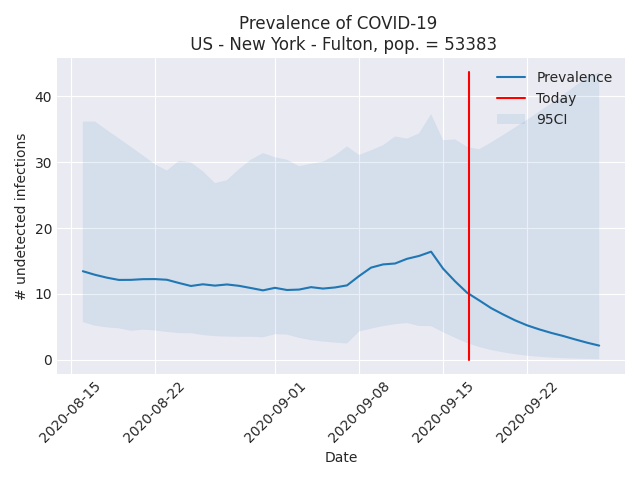 Prevalence of COVID-19
US - New York - Fulton, pop. = 53383
# undetected infections
40
30
20
10
0
Prevalence
Today
95CI
2020-08-15
2020-08-22
2020-09-01
2020-09-08
2020-09-15
2020-09-22
Date